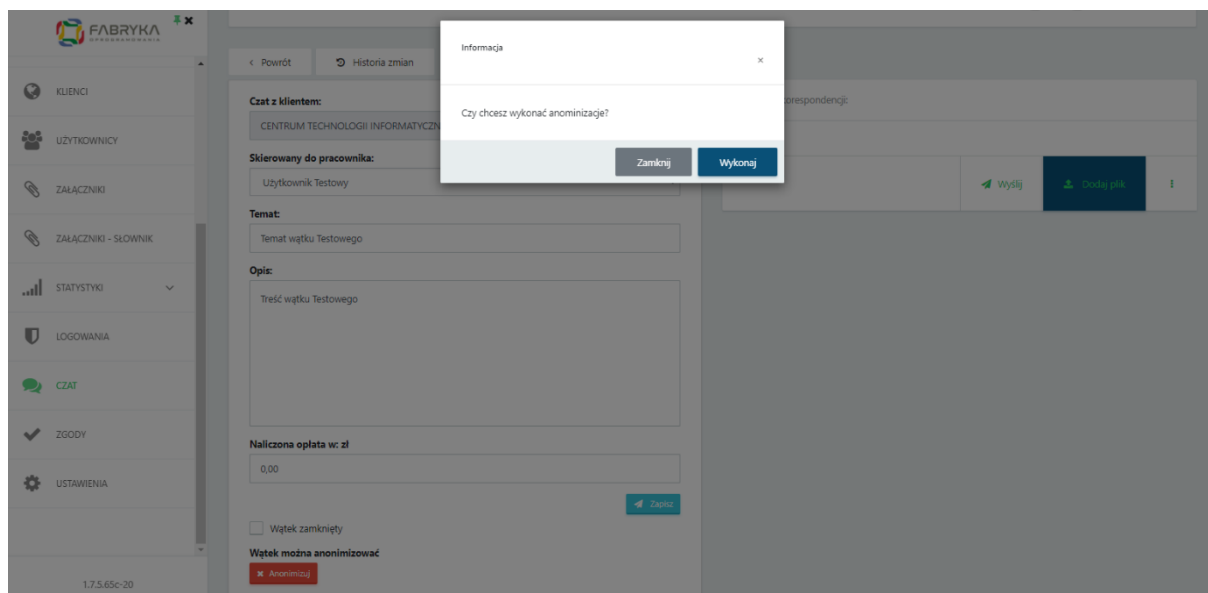 FABRYKA
OPROGRAMOWANIA
KLIENCI
UŻYTKOWNICY
ZAŁĄCZNIKI
ZAŁĄCZNIKI - SŁOWNIK
STATYSTYKI
LOGOWANIA
CZAT
ZGODY
USTAWIENIA
1.7.5.65c-20
Powrót
Historia zmian
Czat z klientem:
CENTRUM TECHNOLOGII
Skierowany do pracownika:
Użytkownik Testowy
Temat:
Temat wątku Testowego
Opis:
Treść wątku Testowego
Naliczona opłata w: zł
0,00
Zapisz
Wątek zamknięty
Wątek można anonimizować
Anonimizuj
Informacja
×
Czy chcesz wykonać anominizacje?
Zamknij
Wykonaj
Wyślij
Dodaj plik